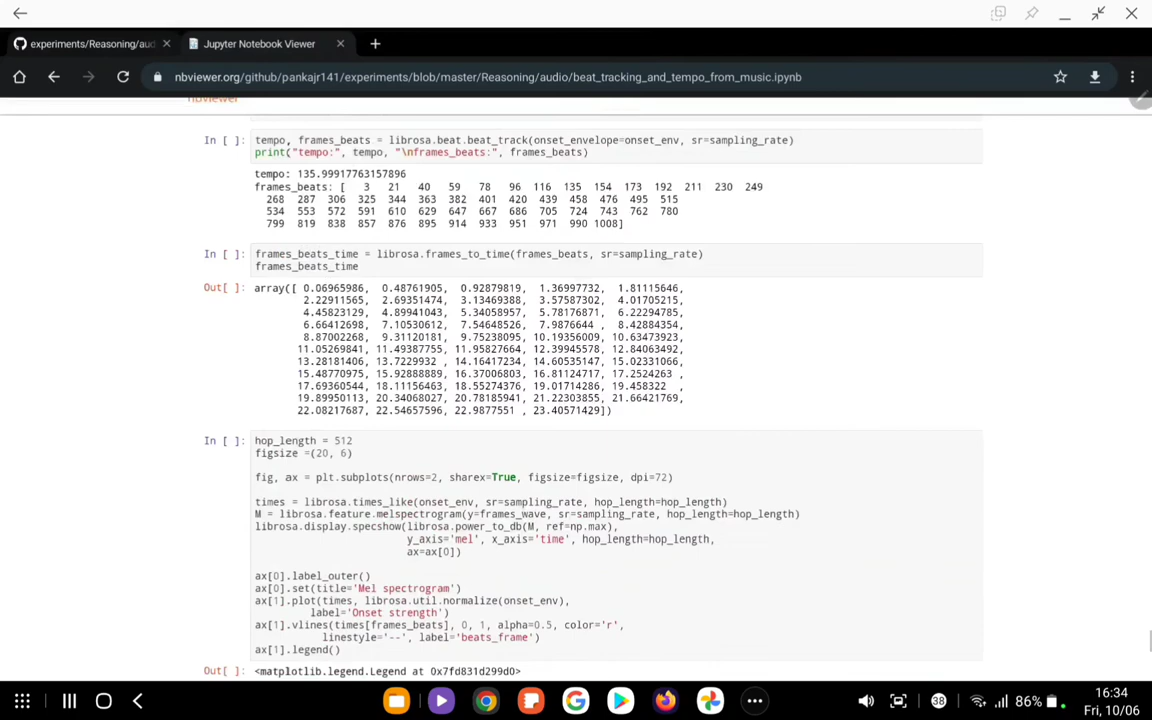 experiments/Reasoning/aud
Jupyter Notebook Viewer
nbviewer.org/github/pankajr141/experiments/blob/master/Reasoning/audio/beat_tracking_and_tempo_from_music.ipynb
nbviewer
In [ ]: tempo, frames_beats = librosa.beat.beat_track(onset_envelope=onset_env, sr=sampling_rate)
print("tempo:", tempo, "\nframes_beats:", frames_beats)
tempo: 135.99917763157896
frames_beats: [ 3 21 40 59 78 96 116 135 154 173 192 211 230 249
268 287 306 325 344 363 382 401 420 439 458 476 495 515
534 553 572 591 610 629 647 667 686 705 724 743 762 780
799 819 838 857 876 895 914 933 951 971 990 1008]
In [ ]: frames_beats_time = librosa.frames_to_time(frames_beats, sr=sampling_rate)
frames_beats_time
Out[ ]: array([ 0.06965986, 0.48761905, 0.92879819, 1.36997732, 1.81115646,
2.22911565, 2.69351474, 3.13469388, 3.57587302, 4.01705215,
4.45823129, 4.89941043, 5.34058957, 5.78176871, 6.22294785,
6.66412698, 7.10530612, 7.54648526, 7.9876644 , 8.42884354,
8.87002268, 9.31120181, 9.75238095, 10.19356009, 10.63473923,
11.05269841, 11.49387755, 11.95827664, 12.39945578, 12.84063492,
13.28181406, 13.7229932 , 14.16417234, 14.60535147, 15.02331066,
15.48770975, 15.92888889, 16.37006803, 16.81124717, 17.2524263 ,
17.69360544, 18.11156463, 18.55274376, 19.01714286, 19.458322 ,
19.89950113, 20.34068027, 20.78185941, 21.22303855, 21.66421769,
22.08217687, 22.54657596, 22.9877551 , 23.40571429])
In [ ]: hop_length = 512
figsize =(20, 6)
fig, ax = plt.subplots(nrows=2, sharex=True, figsize=figsize, dpi=72)
times = librosa.times_like(onset_env, sr=sampling_rate, hop_length=hop_length)
M = librosa.feature.melspectrogram(y=frames_wave, sr=sampling_rate, hop_length=hop_length)
librosa.display.specshow(librosa.power_to_db(M, ref=np.max),
y_axis='mel', x_axis='time', hop_length=hop_length,
ax=ax[0])
ax[0].label_outer()
ax[0].set(title='Mel spectrogram')
ax[1].plot(times, librosa.util.normalize(onset_env),
label='Onset strength')
ax[1].vlines(times[frames_beats], 0, 1, alpha=0.5, color='r',
linestyle='--', label='beats_frame')
ax[1].legend()
Out[ ]: <matplotlib.legend.Legend at 0x7fd831d299d0>
38 86% 16:34
Fri, 10/06